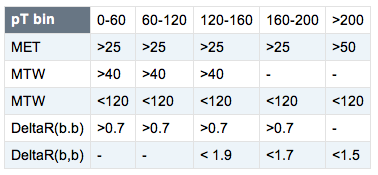 pT bin 0-60 60-120 120-160 160-200 >200
MET >25 >25 >25 >25 >50
MTW >40 >40 >40 - -
MTW <120 <120 <120 <120 <120
DeltaR(b.b) >0.7 >0.7 >0.7 >0.7 -
DeltaR(b,b) - - < 1.9 <1.7 <1.5